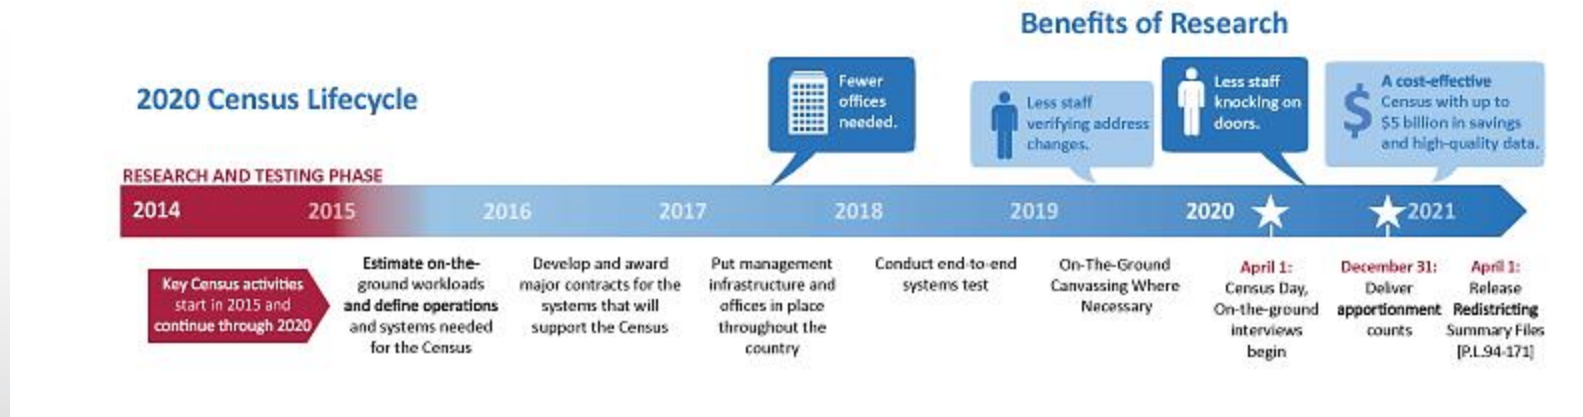 Benefits of Research
2020 Census Lifecycle
Fewer
offices
needed.
Less staff
verifying address
changes.
Less staff
knocking on
doors.
$
A cost-effective
Census with up to
$5 billion in savings
and high-quality data.
RESEARCH AND TESTING PHASE
2014 2015 2016 2017 2018 2019 2020 2021
Key Census activities
start in 2015 and
continue through 2020
Estimate on-the-
ground workloads
and define operations
and systems needed
for the Census
Develop and award
major contracts for the
systems that will
support the Census
Put management
infrastructure and
offices in place
throughout the
country
Conduct end-to-end
systems test
On-The-Ground
Canvassing Where
Necessary
April 1:
Census Day,
On-the-ground
interviews
begin
December 31:
Deliver
apportionment
counts
April 1:
Release
Redistricting
Summary Files
[P.L.94-171]